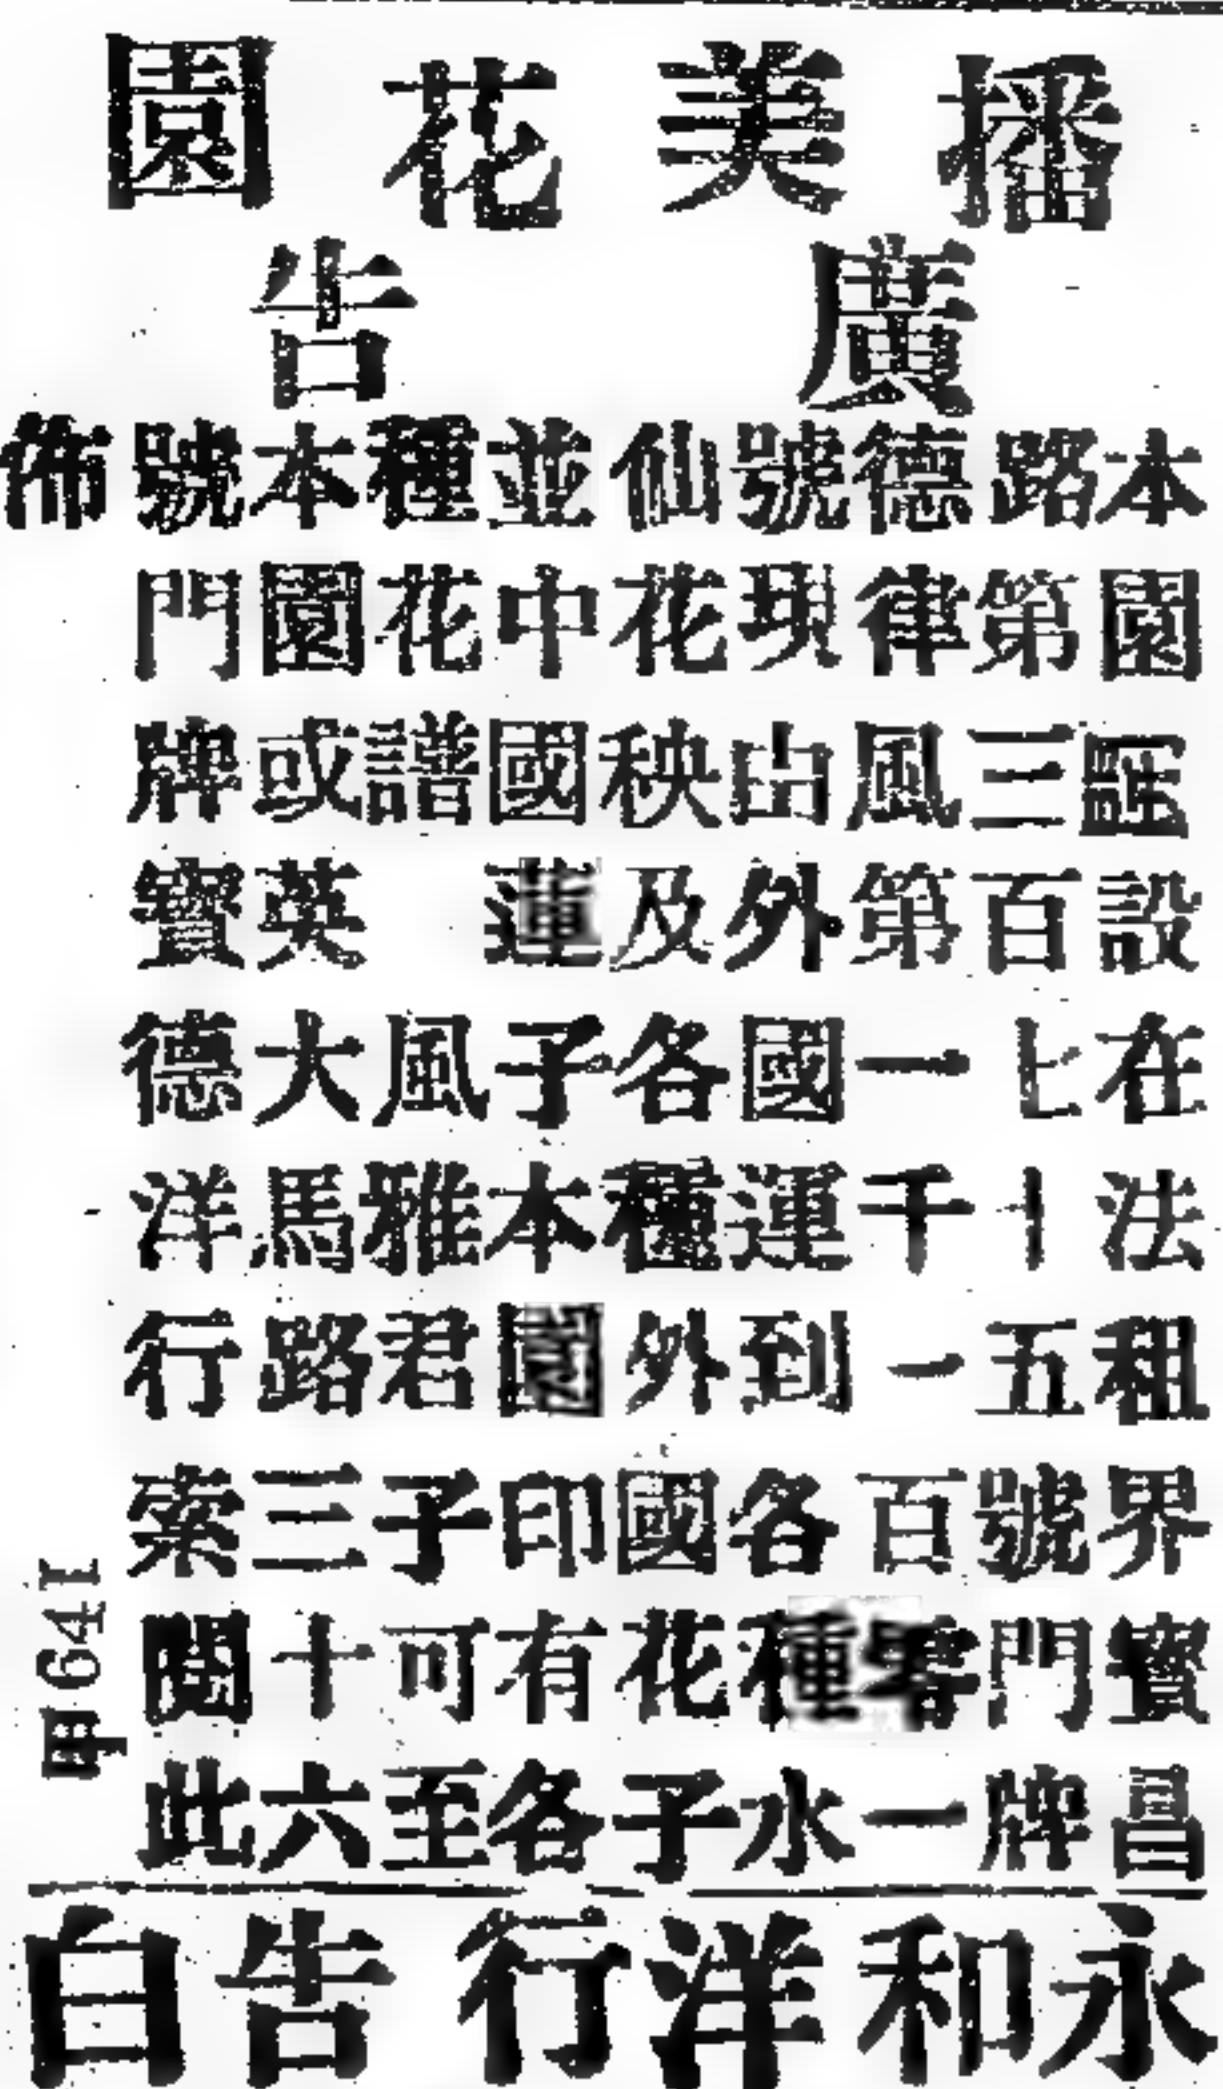 播美花園
廣告
本園設在法租界寶昌
路第三百七十五號門牌
德律風第一千一百一
號現由外國運到各種水
仙花秧及各種外國花子
並中國蓮子本園印有各
種花譜風雅君子可至
本園或英大馬路三十六
號門牌寶德洋行索閱此
佈
甲641
永和洋行告白